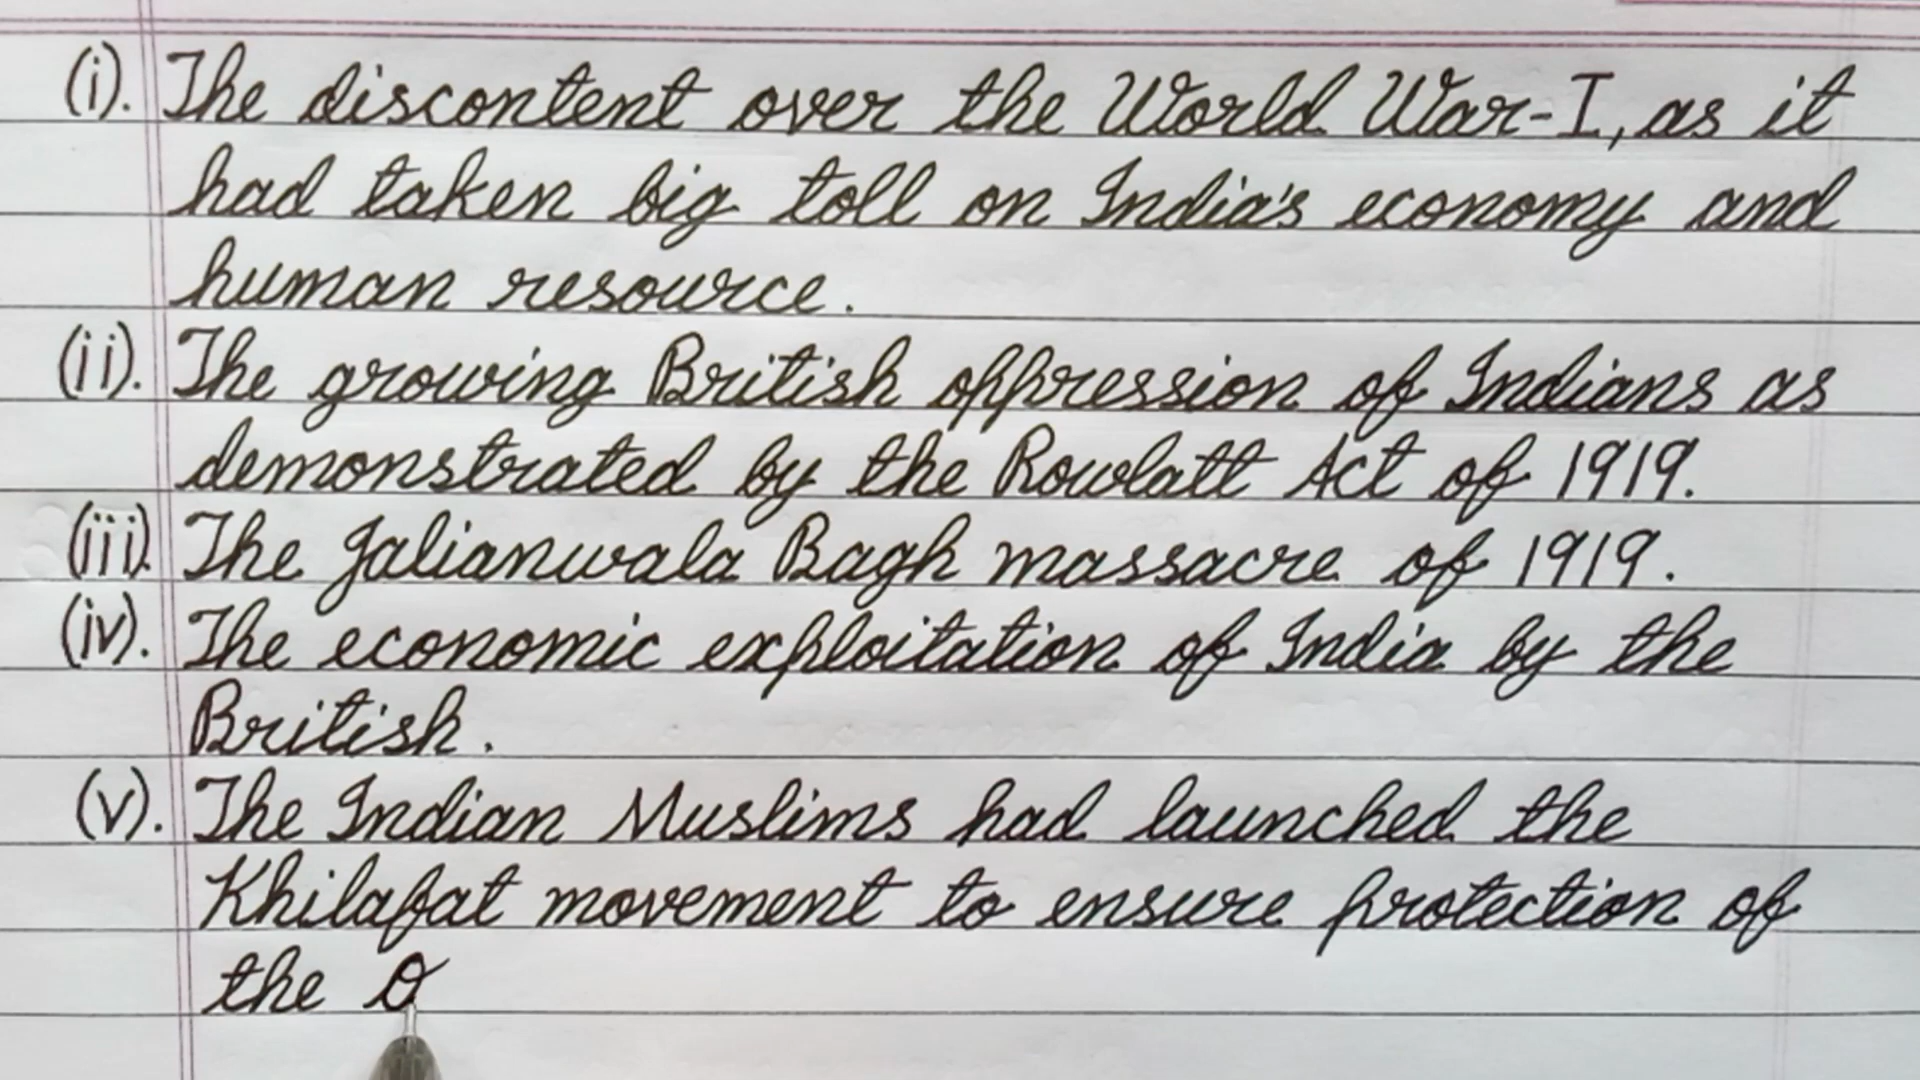 (i). The discontent over the World War-I, as it
had taken big toll on India's economy and
human resource.
(ii). The growing British oppression of Indians as
demonstrated by the Rowlatt Act of 1919.
(iii). The Jalianwala Bagh massacre of 1919.
(iv). The economic exploitation of India by the
British.
(v). The Indian Muslims had launched the
Khilafat movement to ensure protection of
the O